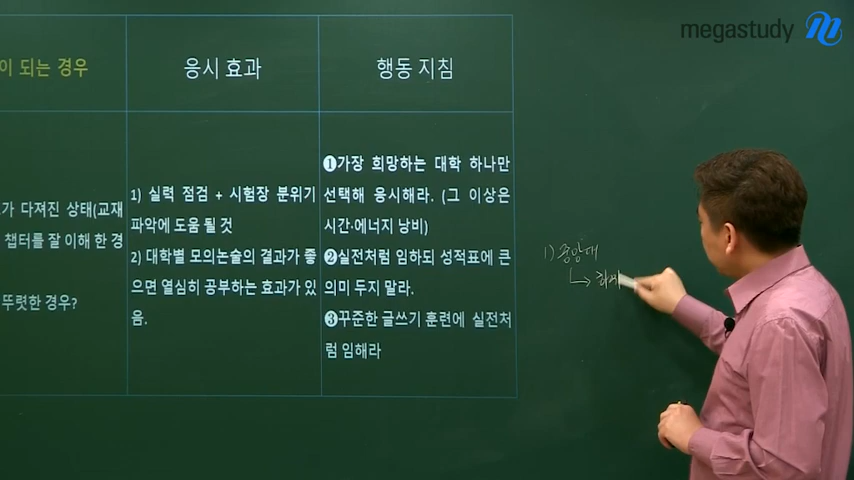 megastudy
이 되는 경우
응시 효과
행동 지침
가 다져진 상태(교재
챕터를 잘 이해 한 경
뚜렷한 경우?
1) 실력 점검 + 시험장 분위기
파악에 도움 될 것
2) 대학별 모의논술의 결과가 좋
으면 열심히 공부하는 효과가 있
음.
❶가장 희망하는 대학 하나만
선택해 응시해라. (그 이상은
시간·에너지 낭비)
❷실전처럼 임하되 성적표에 큰
의미 두지 말라.
❸꾸준한 글쓰기 훈련에 실전처
럼 임해라
1) 중앙대